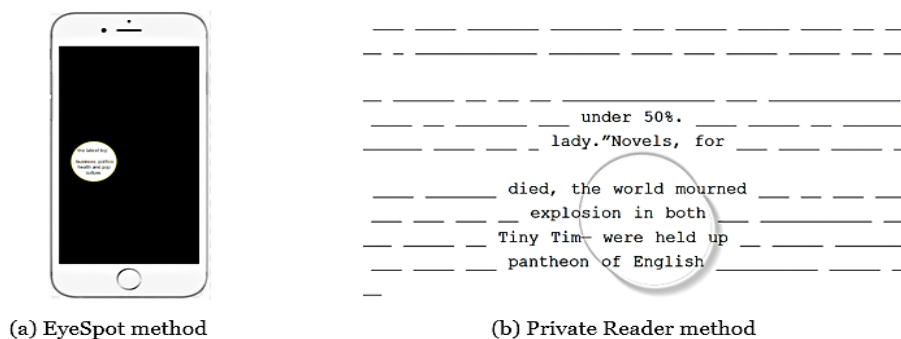 the latest top
business, politics
health and pop
culture
under 50%.
lady."Novels, for
died, the world mourned
explosion in both
Tiny Tim— were held up
pantheon of English
(a) EyeSpot method
(b) Private Reader method